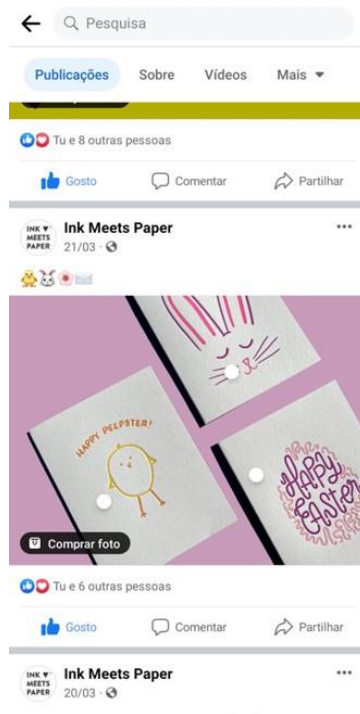 Pesquisa
Publicações Sobre Vídeos Mais
Tu e 8 outras pessoas
Gosto Comentar Partilhar
INK ♥ MEETS PAPER
Ink Meets Paper
21/03
HAPPY PEEPSTER!
HAPPY
EASTER
Comprar foto
Tu e 6 outras pessoas
Gosto Comentar Partilhar
INK ♥ MEETS PAPER
Ink Meets Paper
20/03